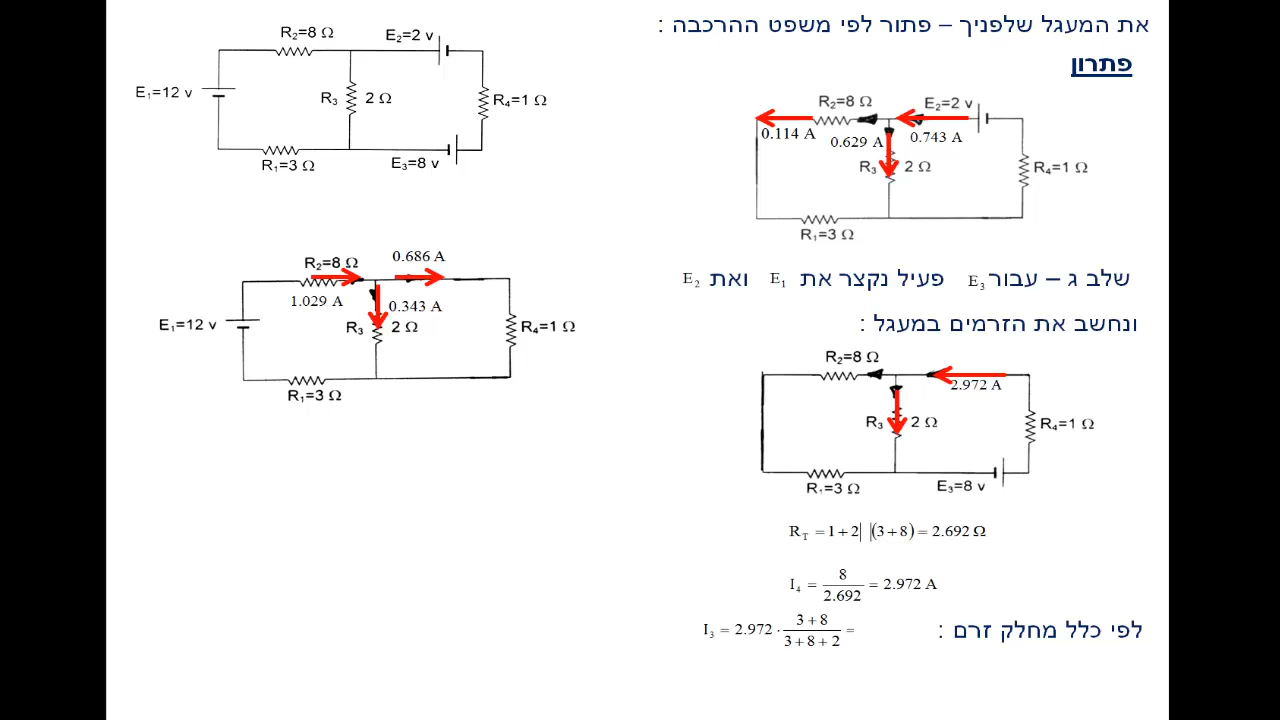 את המעגל שלפניך – פתור לפי משפט ההרכבה :
פתרון
R₂=8 Ω
E₂=2 v
E₁=12 v
R₃ 2 Ω
R₄=1 Ω
R₁=3 Ω
E₃=8 v
R₂=8 Ω
E₂=2 v
0.114 A
0.629 A
0.743 A
R₃ 2 Ω
R₄=1 Ω
R₁=3 Ω
R₂=8 Ω
0.686 A
1.029 A
0.343 A
E₁=12 v
R₃ 2 Ω
R₄=1 Ω
R₁=3 Ω
שלב ג – עבור E₃ פעיל נקצר את E₁ ואת E₂
ונחשב את הזרמים במעגל :
R₂=8 Ω
2.972 A
R₃ 2 Ω
R₄=1 Ω
R₁=3 Ω
E₃=8 v
R_T = 1 + 2| |(3 + 8) = 2.692 Ω
I₄ = 8 / 2.692 = 2.972 A
לפי כלל מחלק זרם :
I₃ = 2.972 · (3 + 8) / (3 + 8 + 2) =